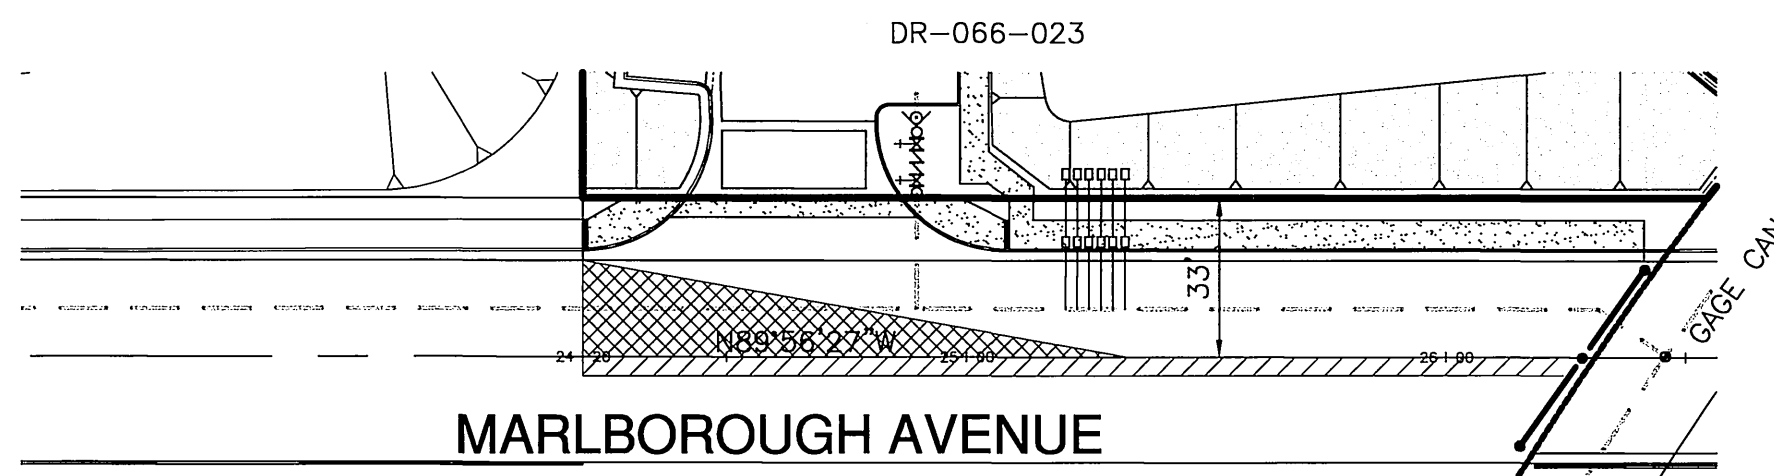 DR-066-023
33'
GAGE CAN
N89°56'27"W
24+20
25+00
26+00
MARLBOROUGH AVENUE